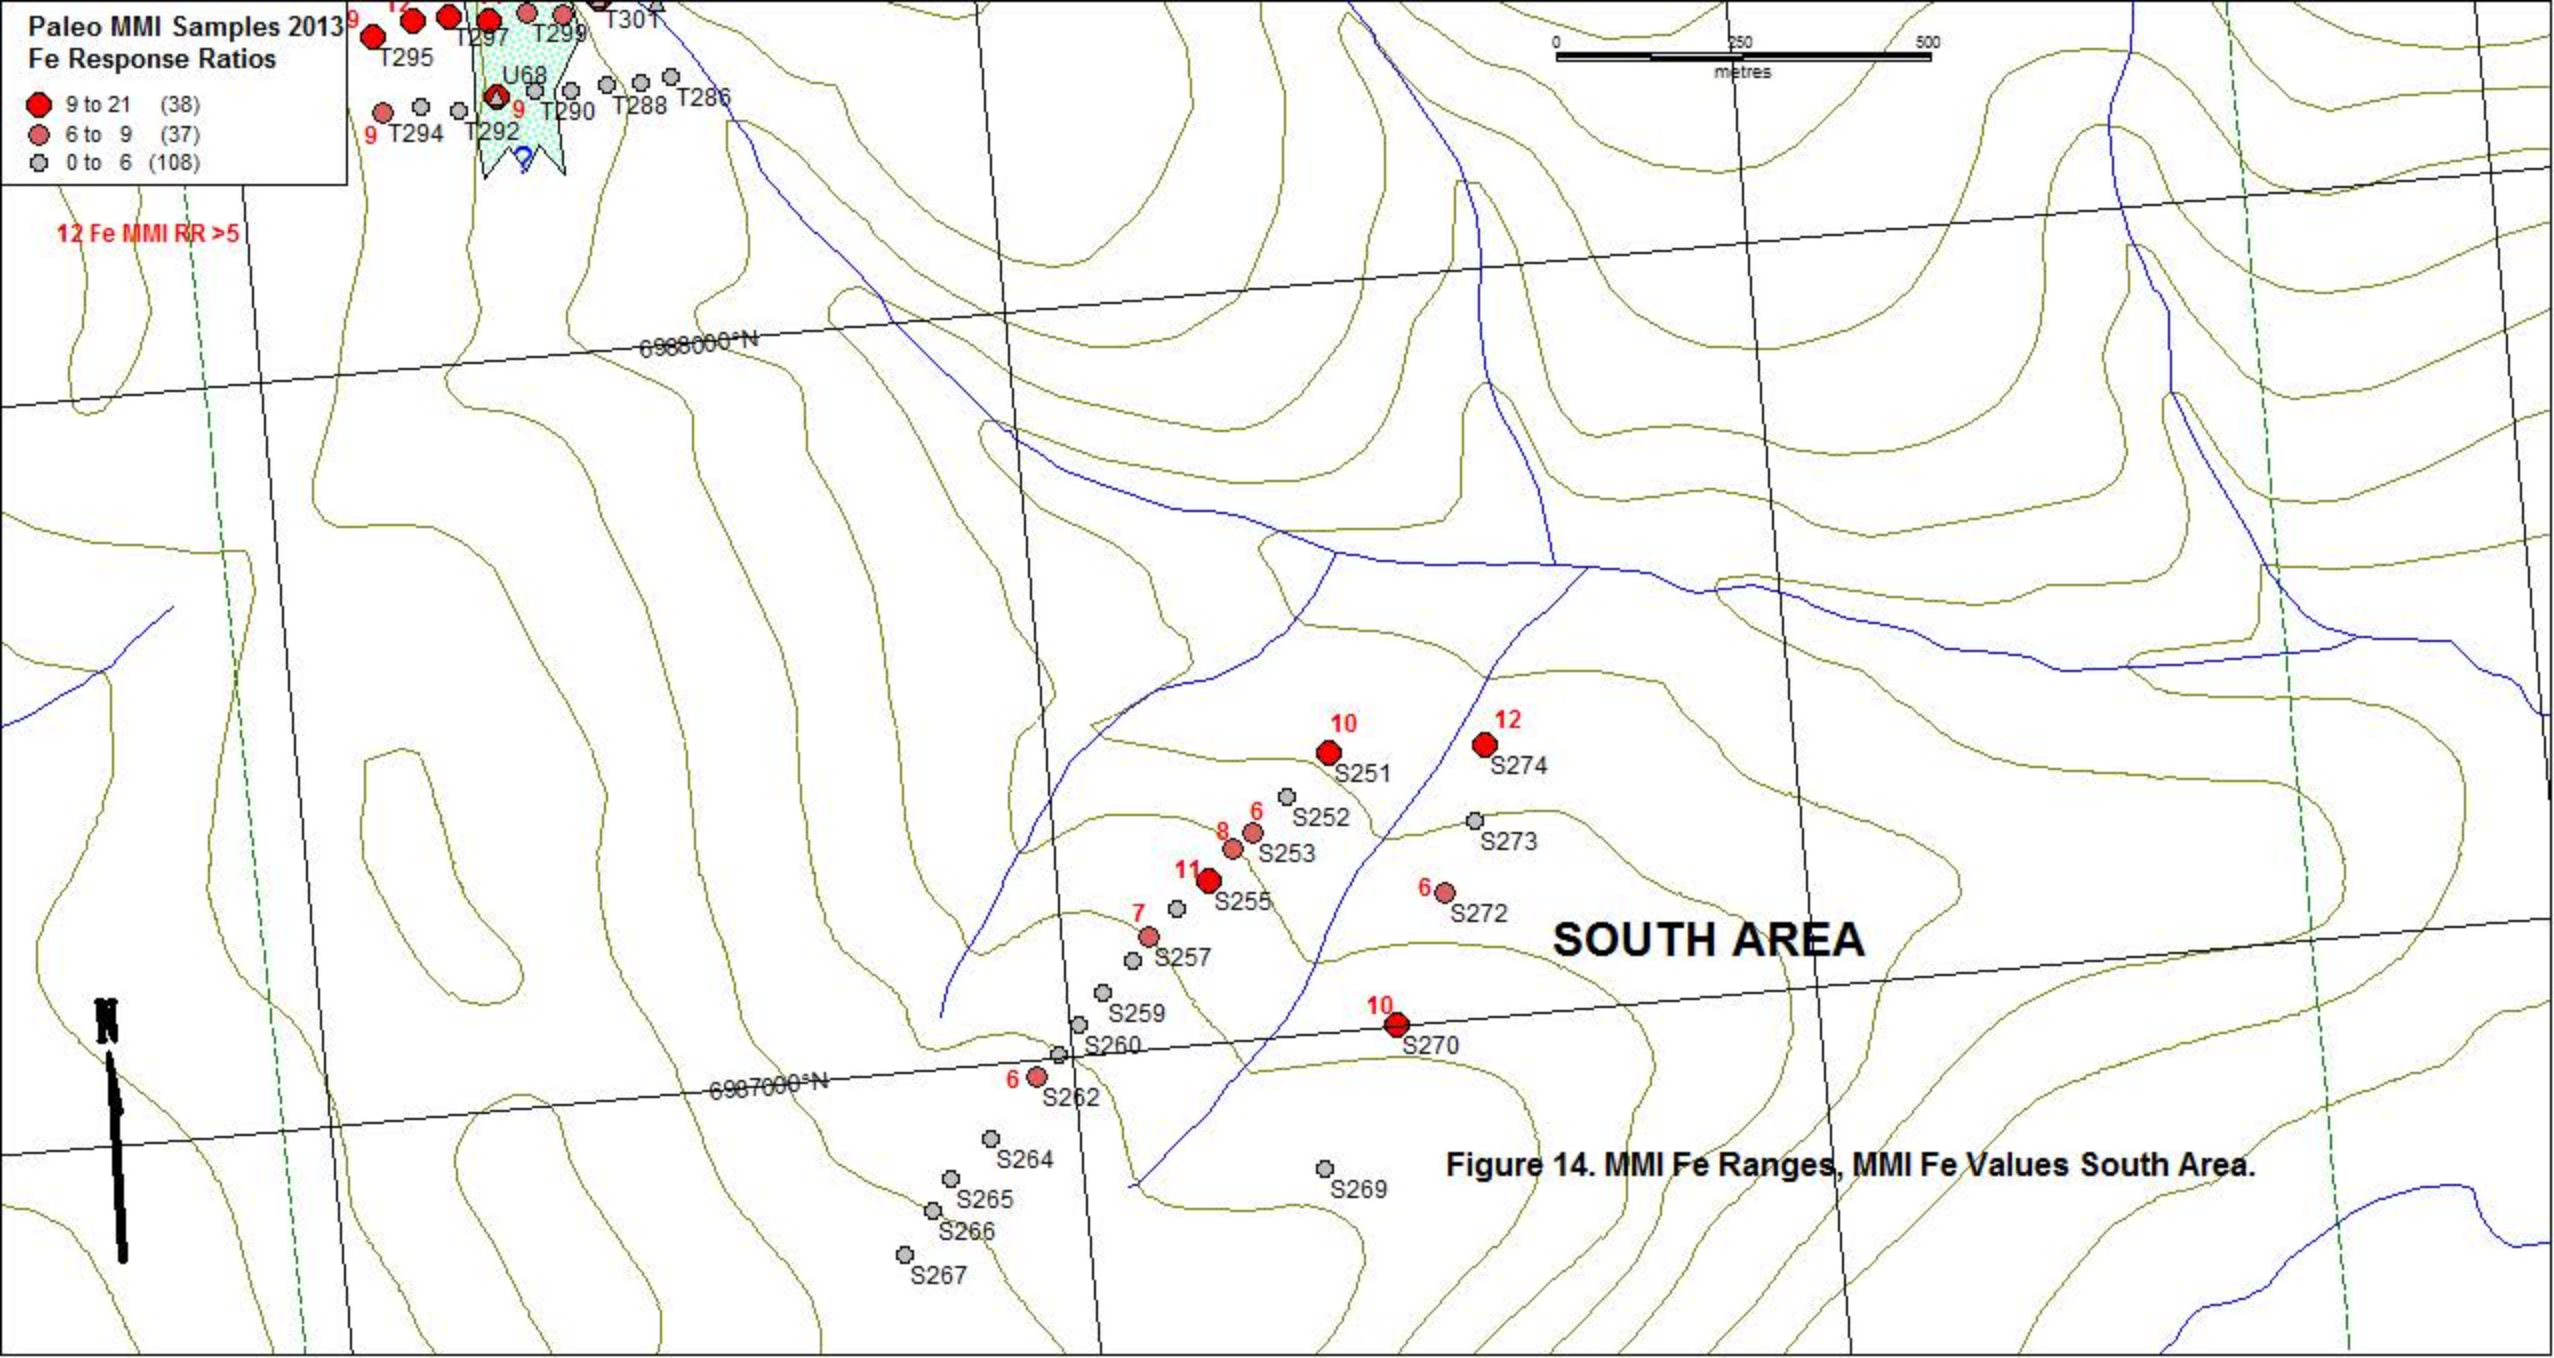 Paleo MMI Samples 2013
Fe Response Ratios
9 to 21 (38)
6 to 9 (37)
0 to 6 (108)
9
12
T295
T297
T299
T301
U68
9
9
T294
T292
T290
T288
T286
?
0 250 500
metres
12 Fe MMI RR >5
6988000°N
10
S251
12
S274
S252
6
8
S253
S273
11
S255
6
S272
7
S257
SOUTH AREA
S259
10
S270
S260
6987000°N
6
S262
N
S264
Figure 14. MMI Fe Ranges, MMI Fe Values South Area.
S269
S265
S266
S267